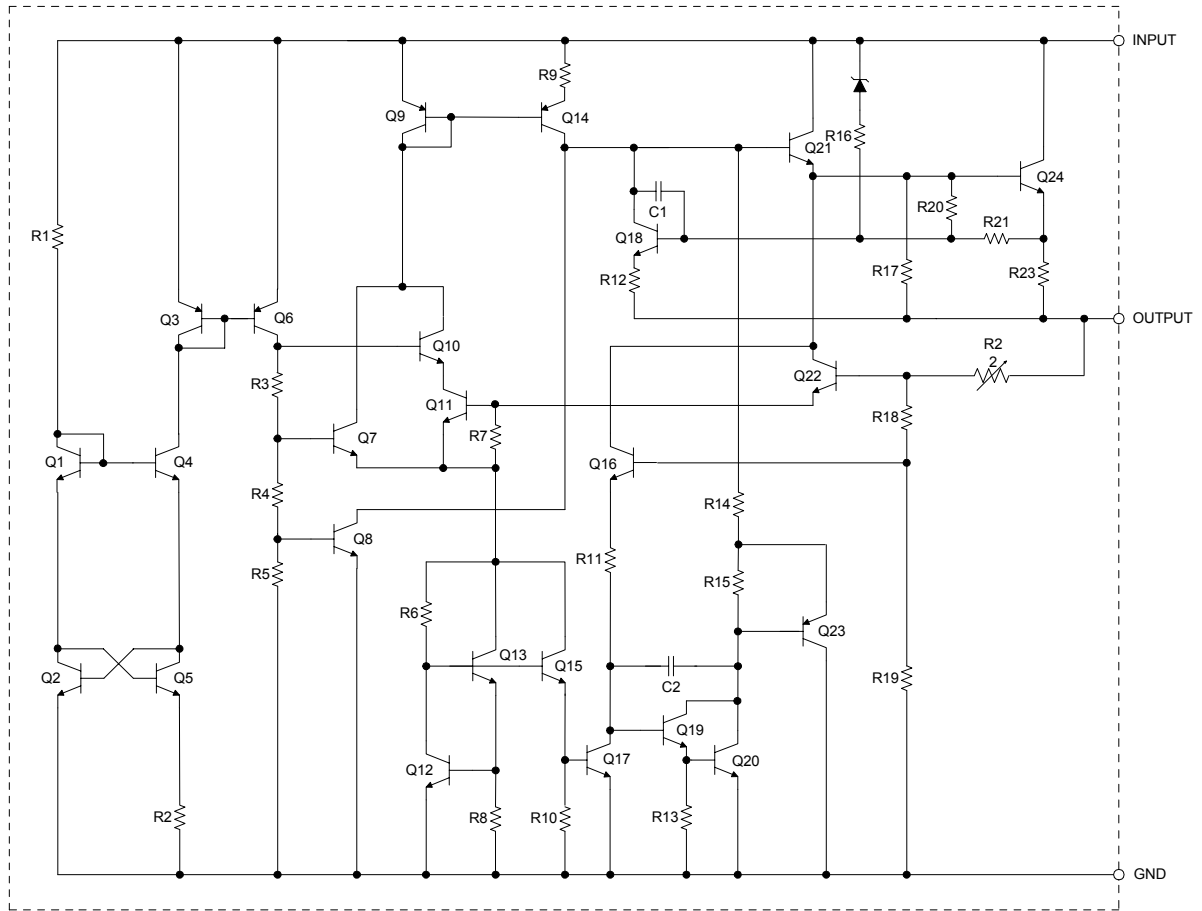 INPUT
R9
Q9
Q14
Q21
R16
Q24
C1
R20
R21
R1
Q18
R12
R17
R23
Q3
Q6
OUTPUT
Q10
R2
2
Q22
R3
Q11
R7
R18
Q7
Q1
Q4
Q16
R4
R14
Q8
R11
R5
R15
R6
Q23
Q13
Q15
Q2
Q5
C2
R19
Q19
Q12
Q17
Q20
R2
R8
R10
R13
GND